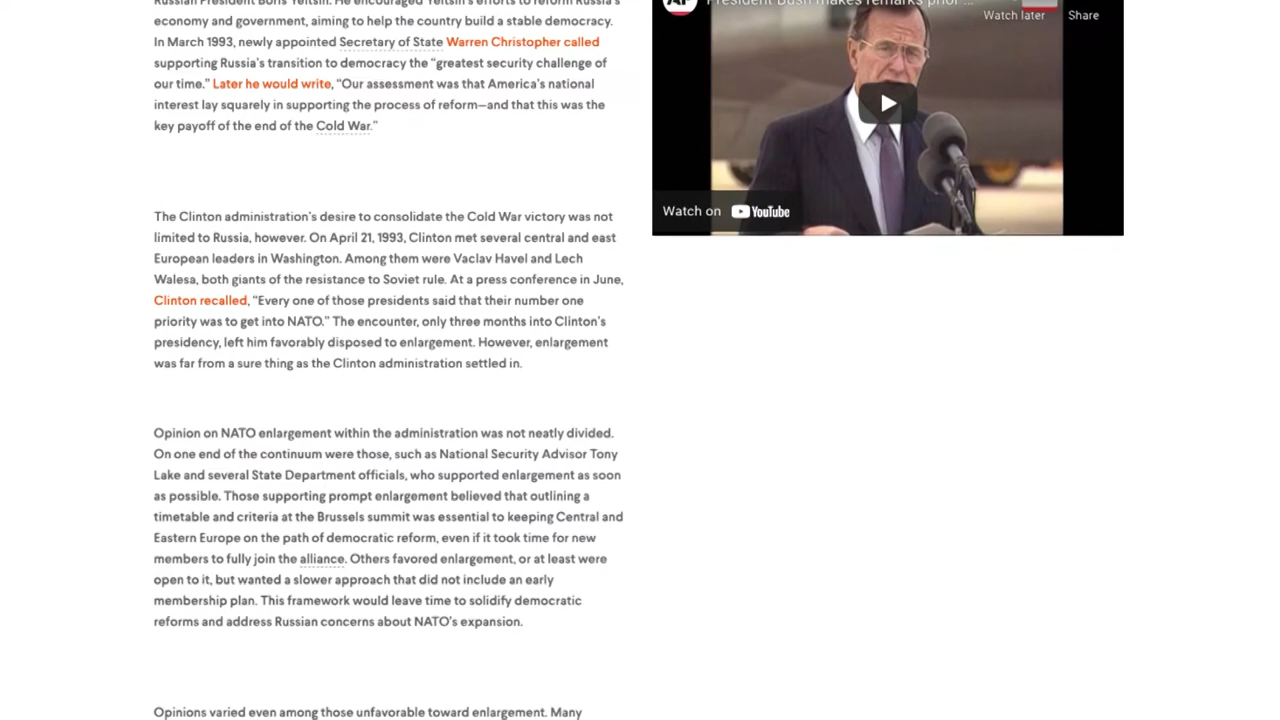 Russian President Boris Yeltsin. He encouraged Yeltsin's efforts to reform Russia's
economy and government, aiming to help the country build a stable democracy.
In March 1993, newly appointed Secretary of State Warren Christopher called
supporting Russia's transition to democracy the “greatest security challenge of
our time.” Later he would write, “Our assessment was that America's national
interest lay squarely in supporting the process of reform—and that this was the
key payoff of the end of the Cold War.”
The Clinton administration's desire to consolidate the Cold War victory was not
limited to Russia, however. On April 21, 1993, Clinton met several central and east
European leaders in Washington. Among them were Vaclav Havel and Lech
Walesa, both giants of the resistance to Soviet rule. At a press conference in June,
Clinton recalled, “Every one of those presidents said that their number one
priority was to get into NATO.” The encounter, only three months into Clinton's
presidency, left him favorably disposed to enlargement. However, enlargement
was far from a sure thing as the Clinton administration settled in.
Opinion on NATO enlargement within the administration was not neatly divided.
On one end of the continuum were those, such as National Security Advisor Tony
Lake and several State Department officials, who supported enlargement as soon
as possible. Those supporting prompt enlargement believed that outlining a
timetable and criteria at the Brussels summit was essential to keeping Central and
Eastern Europe on the path of democratic reform, even if it took time for new
members to fully join the alliance. Others favored enlargement, or at least were
open to it, but wanted a slower approach that did not include an early
membership plan. This framework would leave time to solidify democratic
reforms and address Russian concerns about NATO's expansion.
Opinions varied even among those unfavorable toward enlargement. Many
AP
President Bush makes remarks prior ...
Watch later
Share
Watch on YouTube